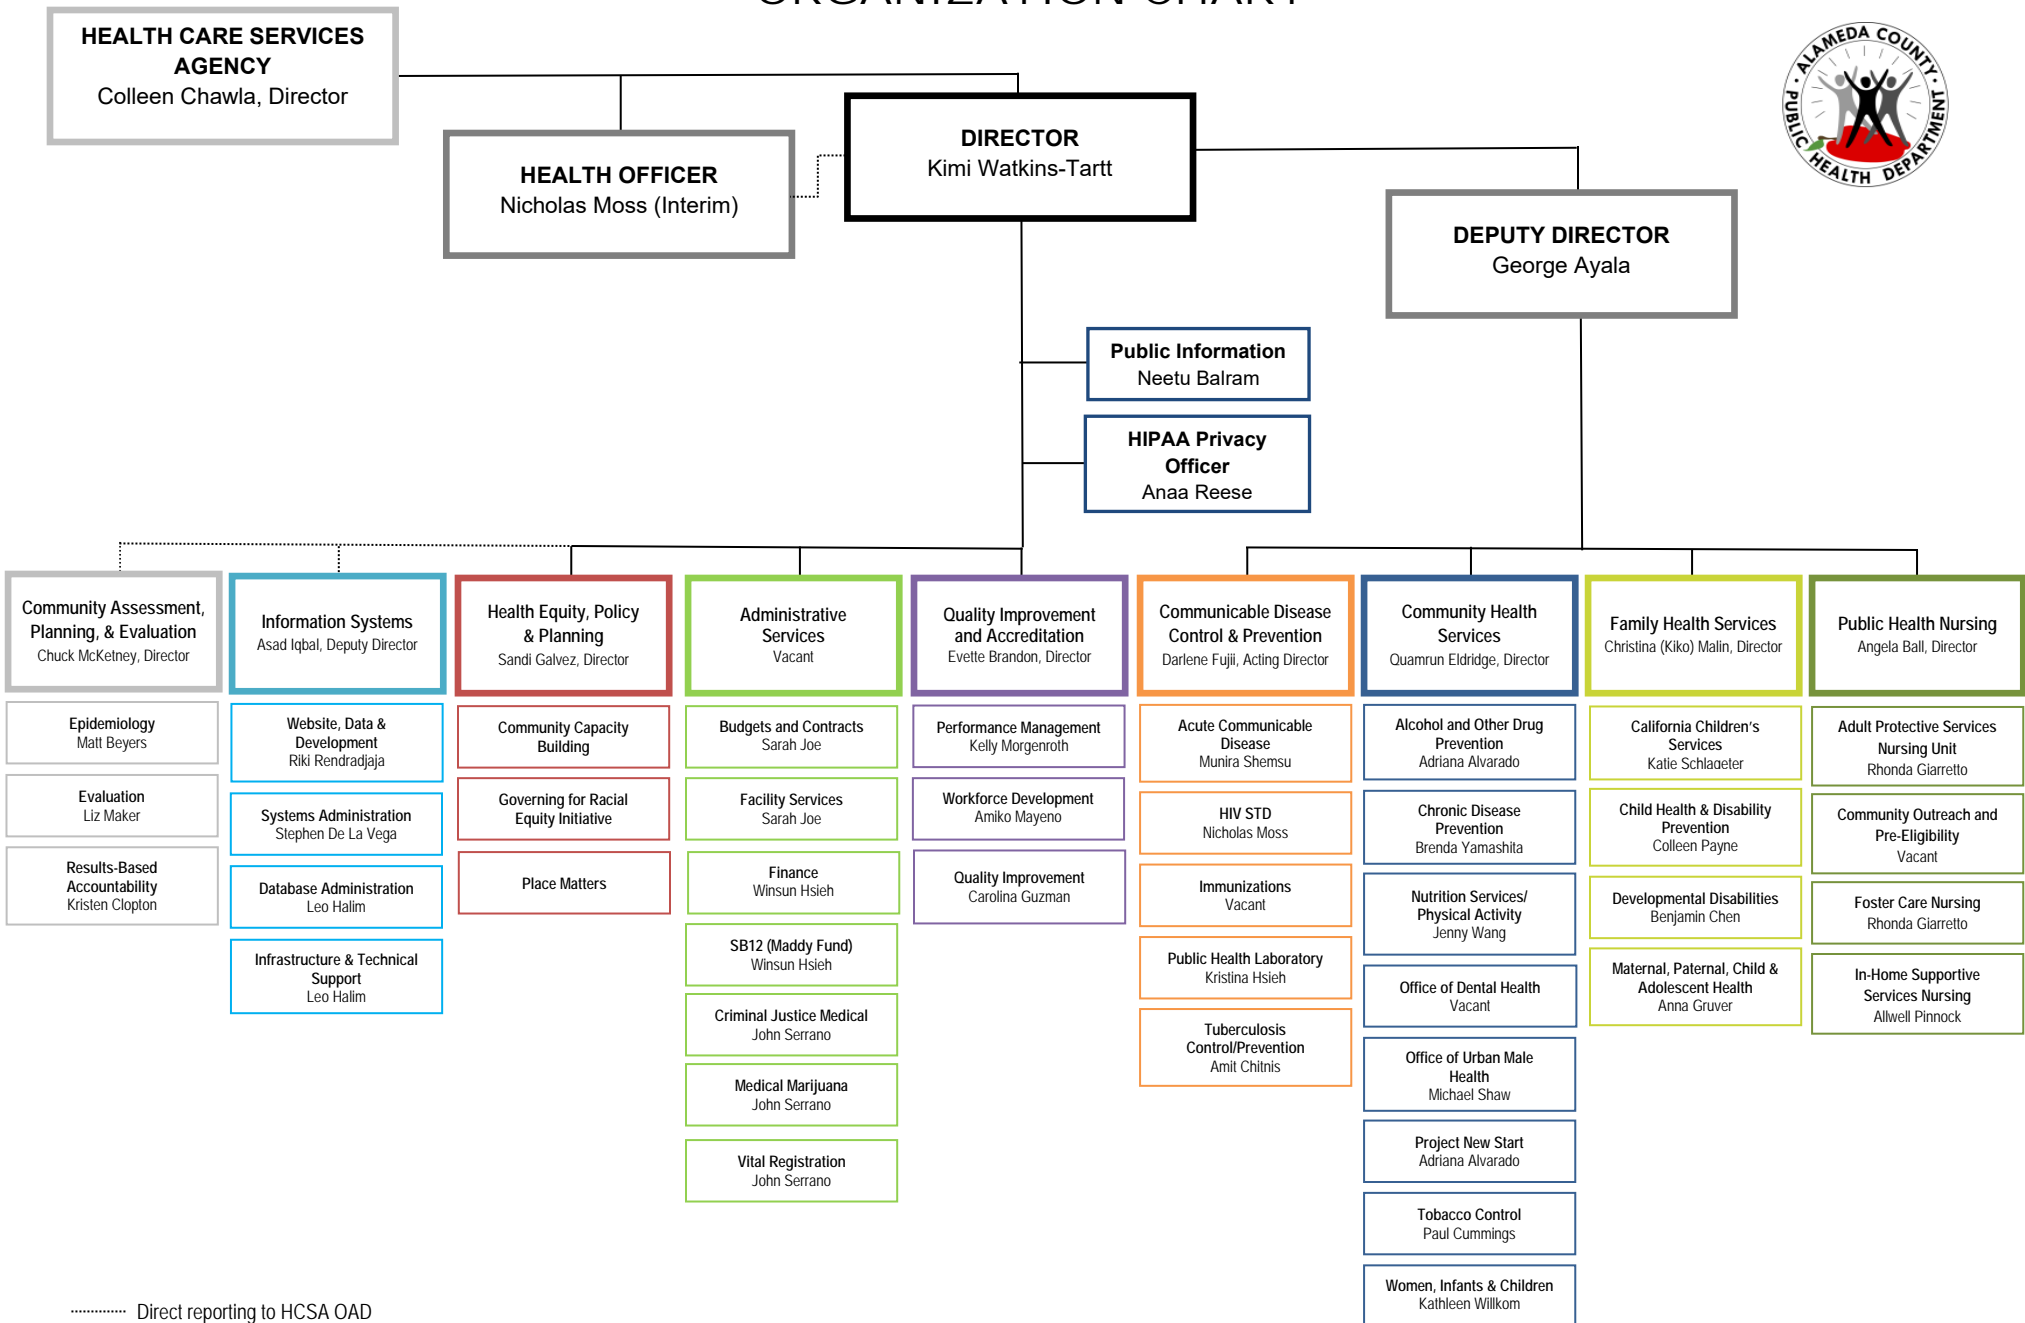 ORGANIZATION CHART
HEALTH CARE SERVICES
AGENCY
Colleen Chawla, Director
HEALTH OFFICER
Nicholas Moss (Interim)
DIRECTOR
Kimi Watkins-Tartt
DEPUTY DIRECTOR
George Ayala
ALAMEDA COUNTY
PUBLIC HEALTH DEPARTMENT
Public Information
Neetu Balram
HIPAA Privacy
Officer
Anaa Reese
Community Assessment,
Planning, & Evaluation
Chuck McKetney, Director
Epidemiology
Matt Beyers
Evaluation
Liz Maker
Results-Based
Accountability
Kristen Clopton
Information Systems
Asad Iqbal, Deputy Director
Website, Data &
Development
Riki Rendradjaja
Systems Administration
Stephen De La Vega
Database Administration
Leo Halim
Infrastructure & Technical
Support
Leo Halim
Health Equity, Policy
& Planning
Sandi Galvez, Director
Community Capacity
Building
Governing for Racial
Equity Initiative
Place Matters
Administrative
Services
Vacant
Budgets and Contracts
Sarah Joe
Facility Services
Sarah Joe
Finance
Winsun Hsieh
SB12 (Maddy Fund)
Winsun Hsieh
Criminal Justice Medical
John Serrano
Medical Marijuana
John Serrano
Vital Registration
John Serrano
Quality Improvement
and Accreditation
Evette Brandon, Director
Performance Management
Kelly Morgenroth
Workforce Development
Amiko Mayeno
Quality Improvement
Carolina Guzman
Communicable Disease
Control & Prevention
Darlene Fujii, Acting Director
Acute Communicable
Disease
Munira Shemsu
HIV STD
Nicholas Moss
Immunizations
Vacant
Public Health Laboratory
Kristina Hsieh
Tuberculosis
Control/Prevention
Amit Chitnis
Community Health
Services
Quamrun Eldridge, Director
Alcohol and Other Drug
Prevention
Adriana Alvarado
Chronic Disease
Prevention
Brenda Yamashita
Nutrition Services/
Physical Activity
Jenny Wang
Office of Dental Health
Vacant
Office of Urban Male
Health
Michael Shaw
Project New Start
Adriana Alvarado
Tobacco Control
Paul Cummings
Women, Infants & Children
Kathleen Willkom
Family Health Services
Christina (Kiko) Malin, Director
California Children's
Services
Katie Schlageter
Child Health & Disability
Prevention
Colleen Payne
Developmental Disabilities
Benjamin Chen
Maternal, Paternal, Child &
Adolescent Health
Anna Gruver
Public Health Nursing
Angela Ball, Director
Adult Protective Services
Nursing Unit
Rhonda Giarretto
Community Outreach and
Pre-Eligibility
Vacant
Foster Care Nursing
Rhonda Giarretto
In-Home Supportive
Services Nursing
Allwell Pinnock
Direct reporting to HCSA OAD